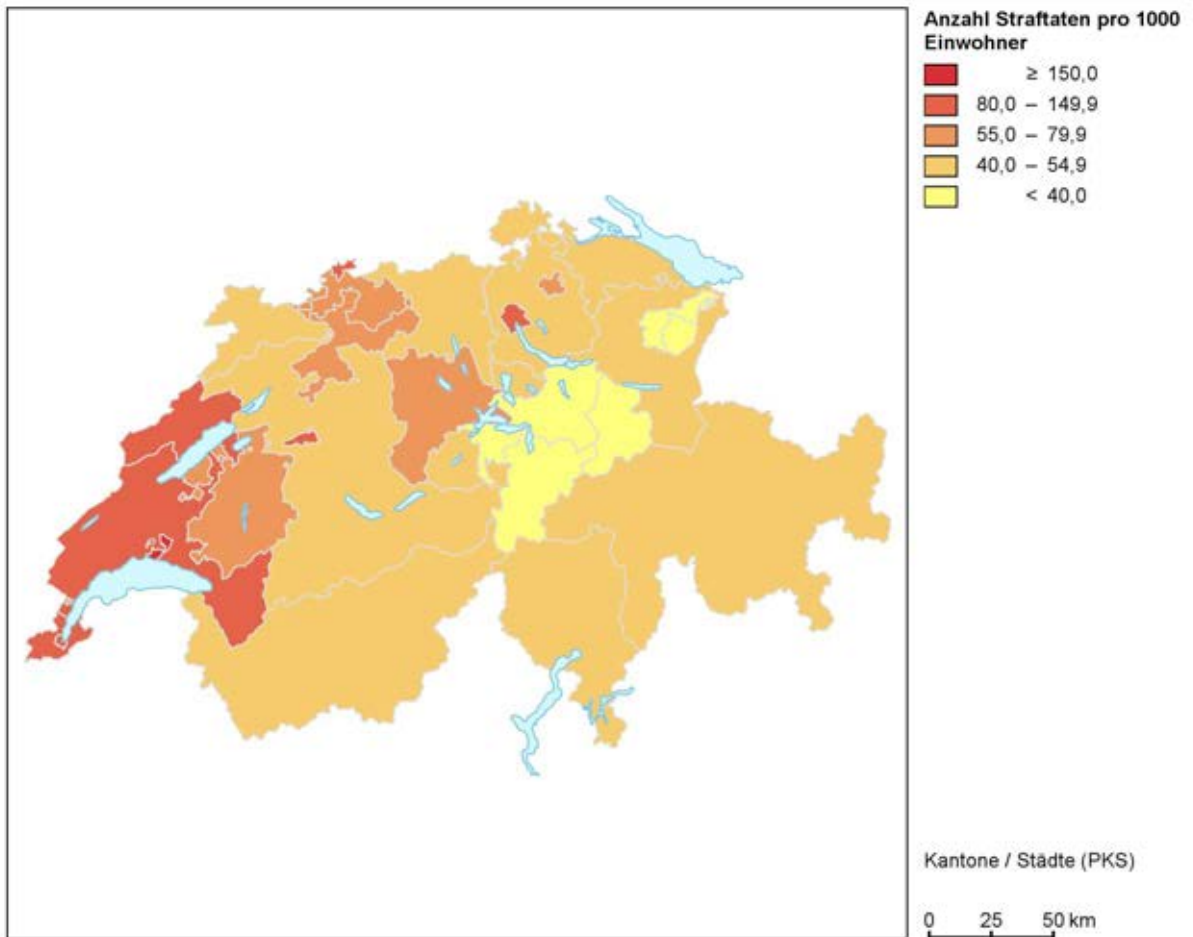 Anzahl Straftaten pro 1000
Einwohner
≥ 150,0
80,0 – 149,9
55,0 – 79,9
40,0 – 54,9
< 40,0
Kantone / Städte (PKS)
0 25 50 km